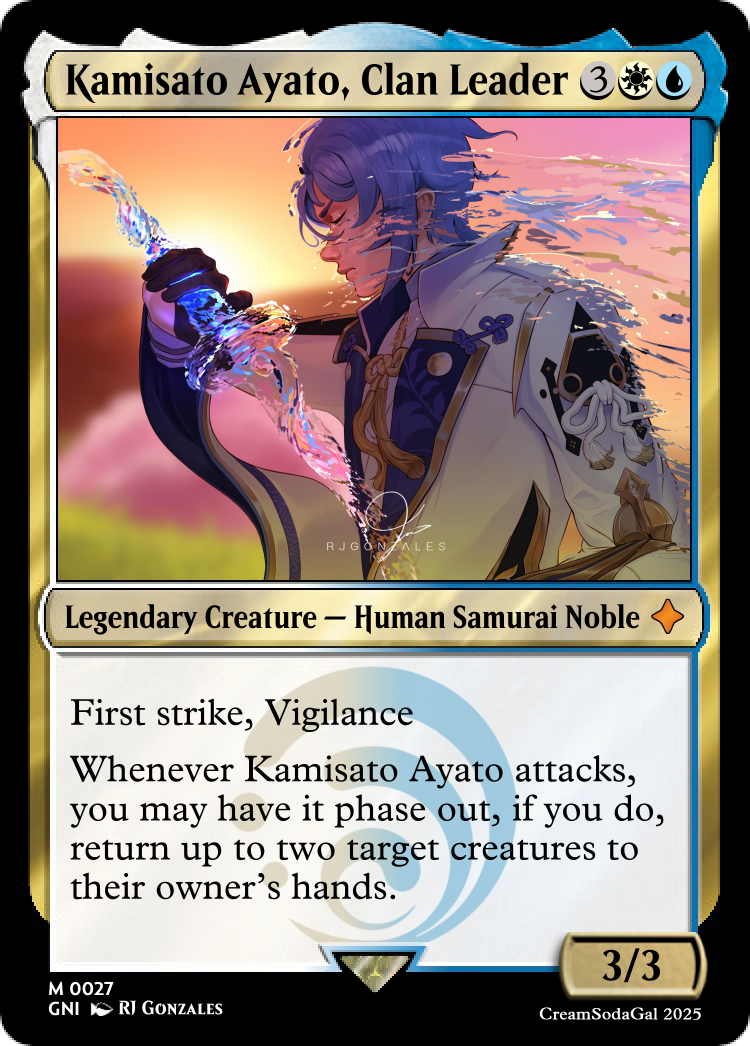 Kamisato Ayato, Clan Leader 3
RJGONZALES
Legendary Creature — Human Samurai Noble
First strike, Vigilance
Whenever Kamisato Ayato attacks,
you may have it phase out, if you do,
return up to two target creatures to
their owner's hands.
3/3
M 0027
GNI RJ Gonzales
CreamSodaGal 2025